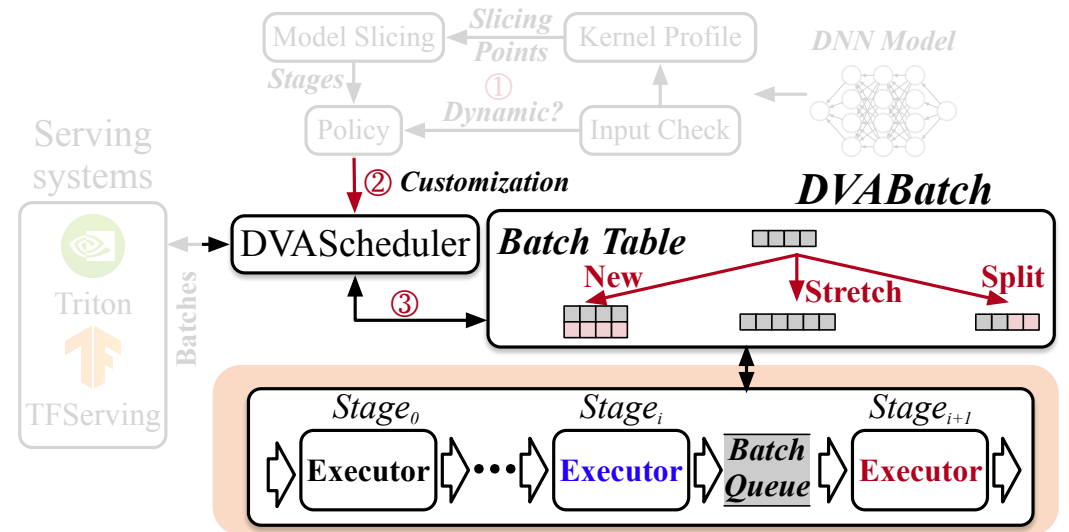 Model Slicing
Slicing
Points
Kernel Profile
DNN Model
Stages
①
Policy
Dynamic?
Input Check
Serving
systems
② Customization
DVABatch
DVAScheduler
Batch Table
New
Stretch
Split
Triton
Batches
③
TFServing
Stage0
Stagei
Stagei+1
Executor
Executor
Batch
Queue
Executor